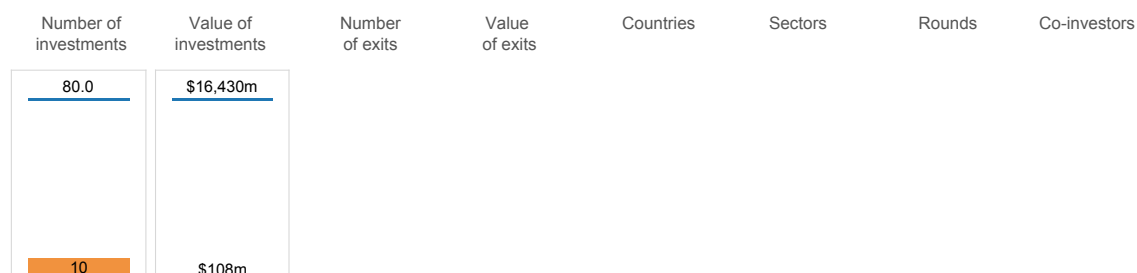 Number of
investments
Value of
investments
Number
of exits
Value
of exits
Countries
Sectors
Rounds
Co-investors
80.0
$16,430m
10
$108m